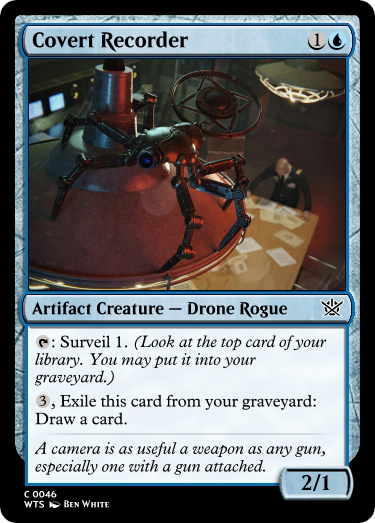 Covert Recorder 1
Artifact Creature — Drone Rogue
: Surveil 1. (Look at the top card of your
library. You may put it into your
graveyard.)
3, Exile this card from your graveyard:
Draw a card.
A camera is as useful a weapon as any gun,
especially one with a gun attached.
2/1
C 0046
WTS Ben White